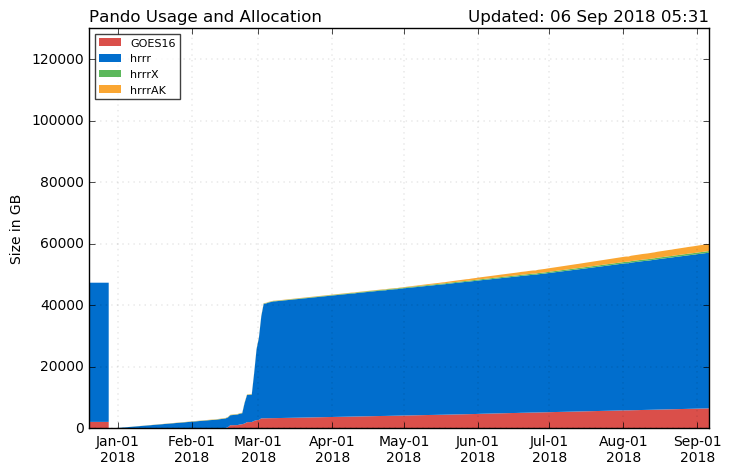 Pando Usage and Allocation Updated: 06 Sep 2018 05:31
GOES16
hrrr
hrrrX
hrrrAK
Size in GB
120000
100000
80000
60000
40000
20000
0
Jan-01 Feb-01 Mar-01 Apr-01 May-01 Jun-01 Jul-01 Aug-01 Sep-01
2018 2018 2018 2018 2018 2018 2018 2018 2018